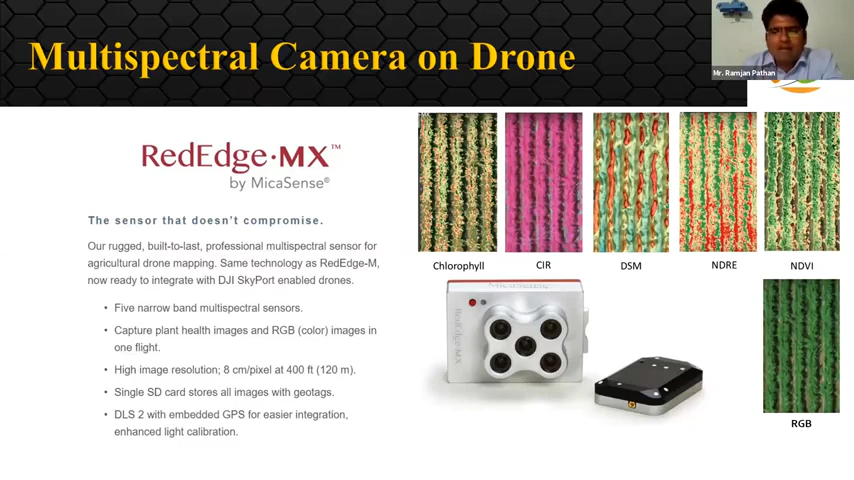 Multispectral Camera on Drone
Mr. Ramjan Pathan
RedEdge·MX™
by MicaSense®
The sensor that doesn't compromise.
Our rugged, built-to-last, professional multispectral sensor for
agricultural drone mapping. Same technology as RedEdge-M,
now ready to integrate with DJI SkyPort enabled drones.
• Five narrow band multispectral sensors.
• Capture plant health images and RGB (color) images in
one flight.
• High image resolution; 8 cm/pixel at 400 ft (120 m).
• Single SD card stores all images with geotags.
• DLS 2 with embedded GPS for easier integration,
enhanced light calibration.
Chlorophyll
CIR
DSM
NDRE
NDVI
MicaSense
RedEdge-MX
RGB